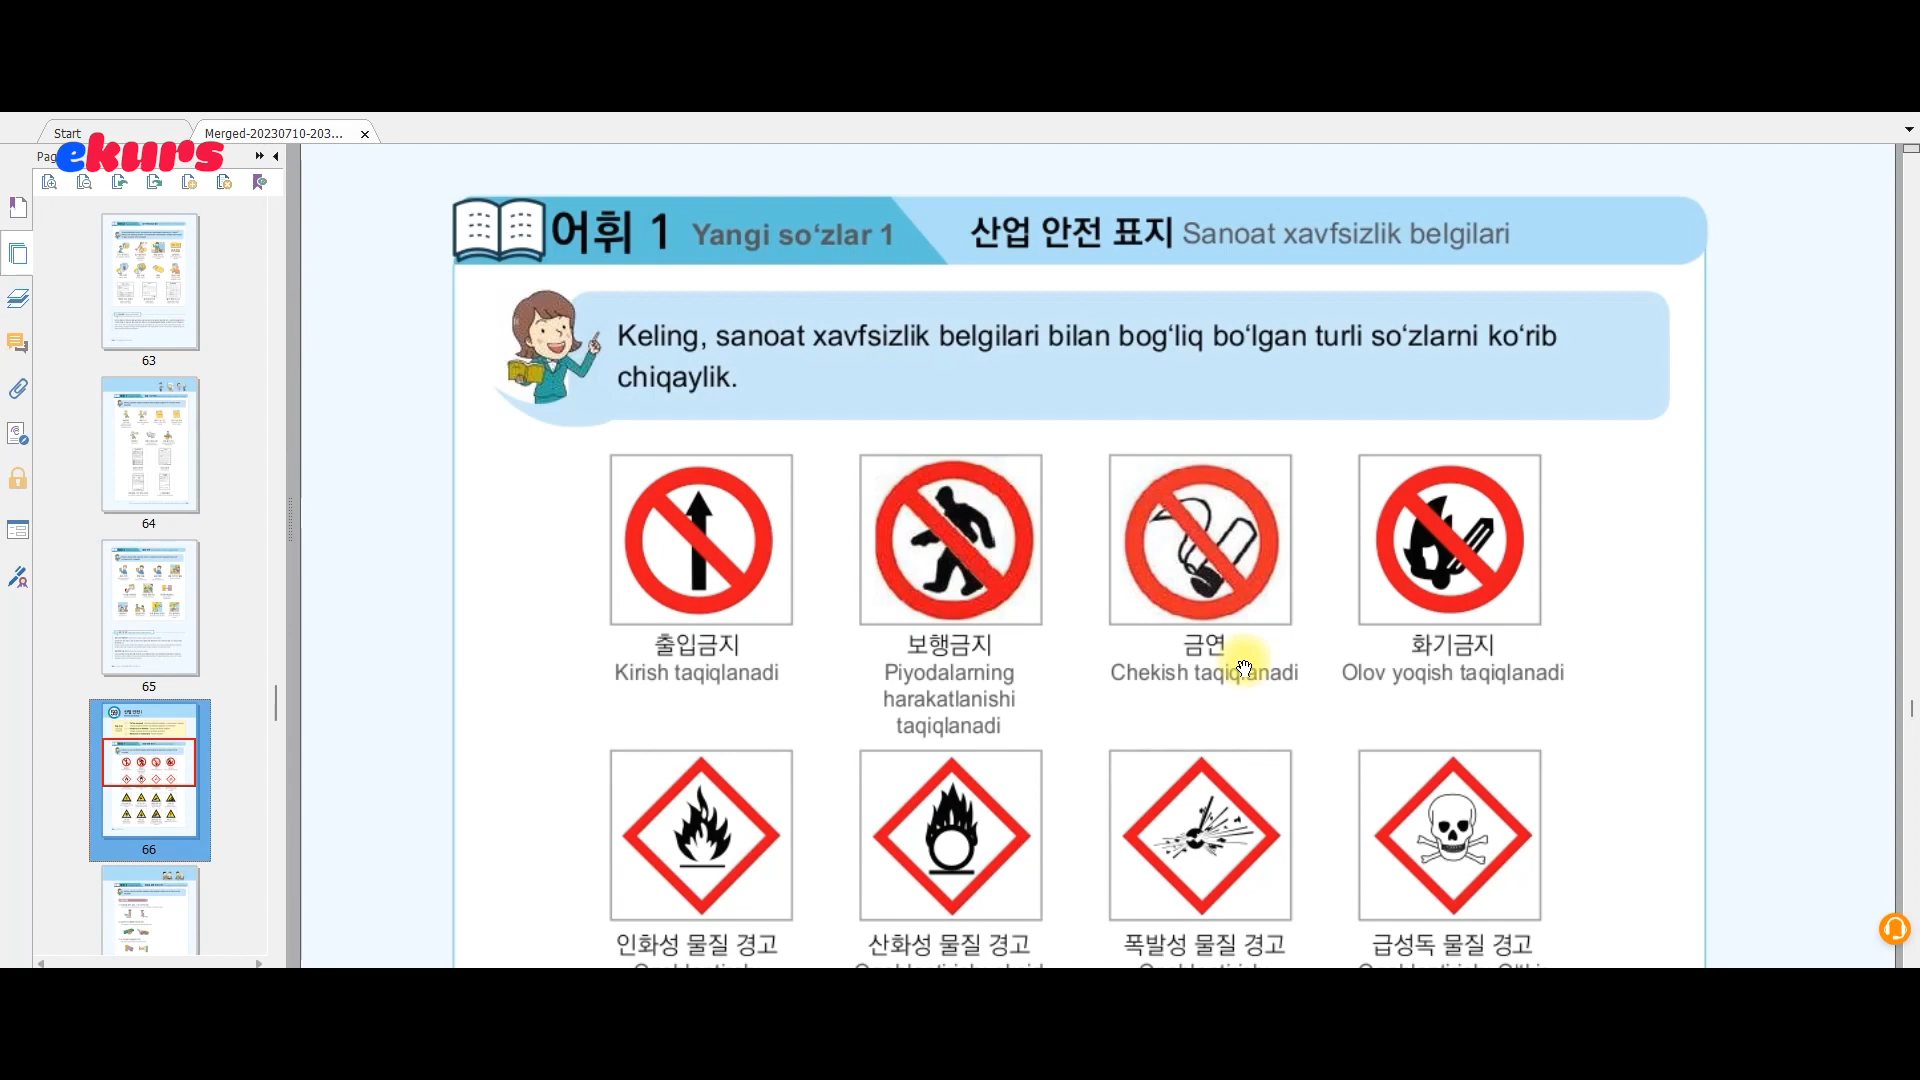 Start
Merged-20230710-203...
ekurs
63
64
65
66
어휘 1 Yangi so‘zlar 1 산업 안전 표지 Sanoat xavfsizlik belgilari
Keling, sanoat xavfsizlik belgilari bilan bog‘liq bo‘lgan turli so‘zlarni ko‘rib
chiqaylik.
출입금지
Kirish taqiqlanadi
보행금지
Piyodalarning
harakatlanishi
taqiqlanadi
금연
Chekish taqiqlanadi
화기금지
Olov yoqish taqiqlanadi
인화성 물질 경고
산화성 물질 경고
폭발성 물질 경고
급성독 물질 경고